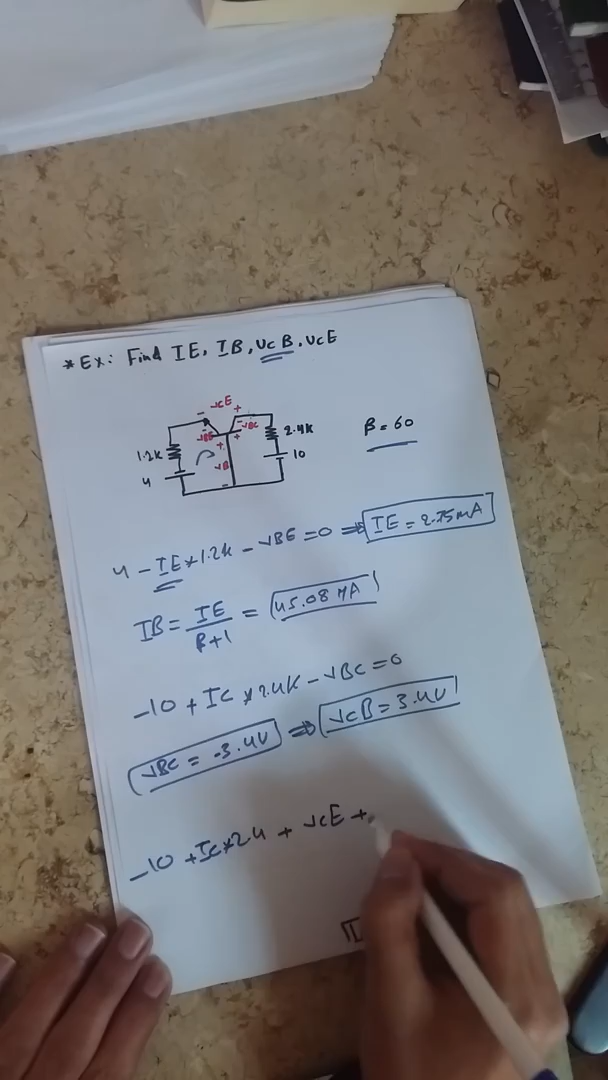 *Ex: Find IE, IB, VCB, VCE
- VCE +
1.2K
4
- VBE +
VB
- VBC +
2.4K
10
β = 60
4 - IE*1.2K - VBE = 0 ⇒ IE = 2.75mA
IB = IE / β+1 = 45.08 MA
-10 + IC * 2.4K - VBC = 0
VBC = -3.4V ⇒ VCB = 3.4V
-10 + IC*2.4 + VCE +